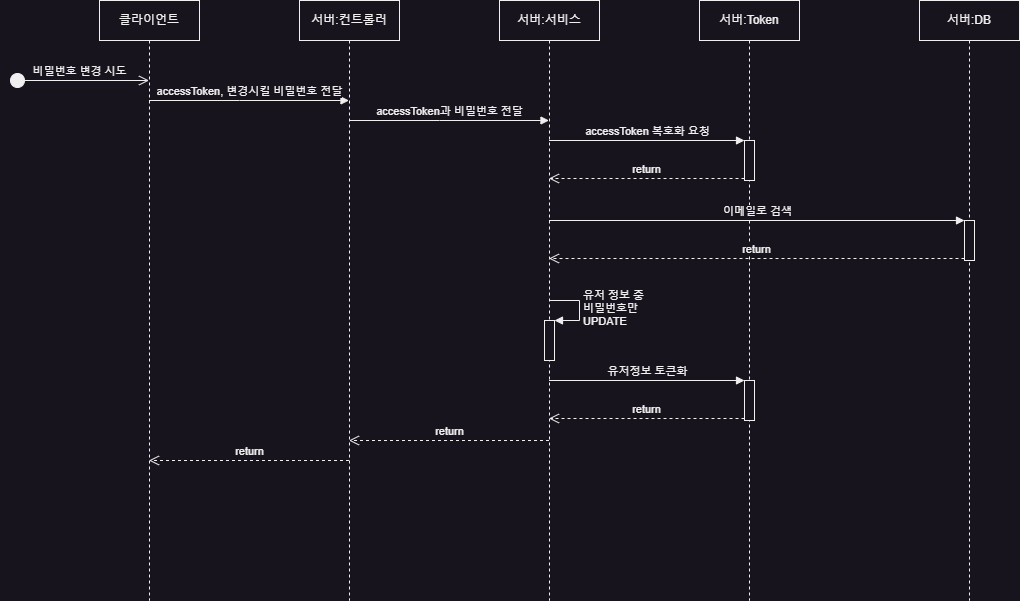 클라이언트
서버:컨트롤러
서버:서비스
서버:Token
서버:DB
비밀번호 변경 시도
accessToken, 변경시킬 비밀번호 전달
accessToken과 비밀번호 전달
accessToken 복호화 요청
return
이메일로 검색
return
유저 정보 중
비밀번호만
UPDATE
유저정보 토큰화
return
return
return